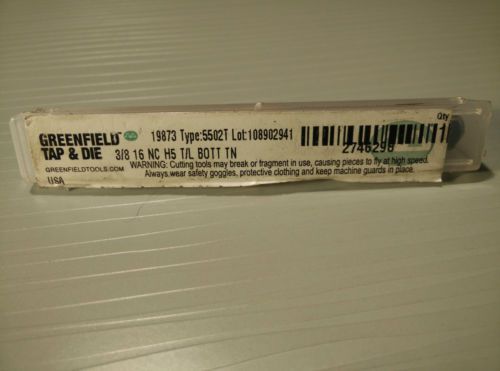 GREENFIELD™
TAP & DIE
GREENFIELDTOOLS.COM
USA
19873 Type:5502T Lot:108902941
3/8 16 NC H5 T/L BOTT TN
WARNING: Cutting tools may break or fragment in use, causing pieces to fly at high speed.
Always wear safety goggles, protective clothing and keep machine guards in place.
Qty
1
2746296